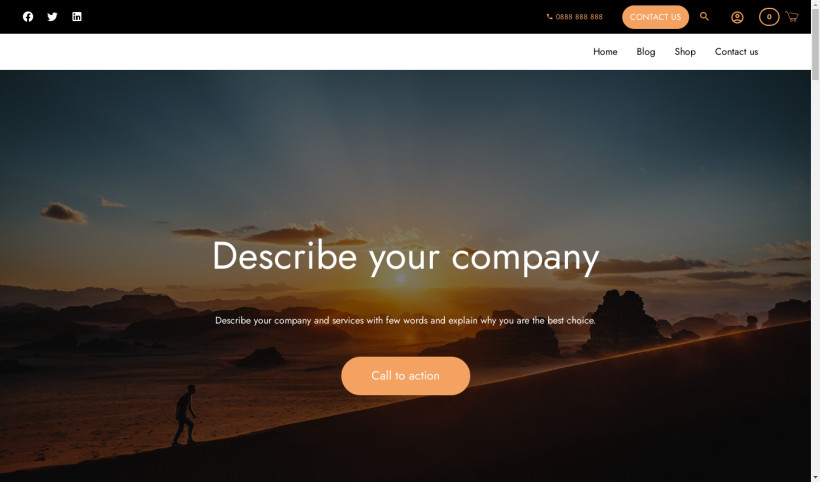 0888 888 888
CONTACT US
0
Home
Blog
Shop
Contact us
Describe your company
Describe your company and services with few words and explain why you are the best choice.
Call to action